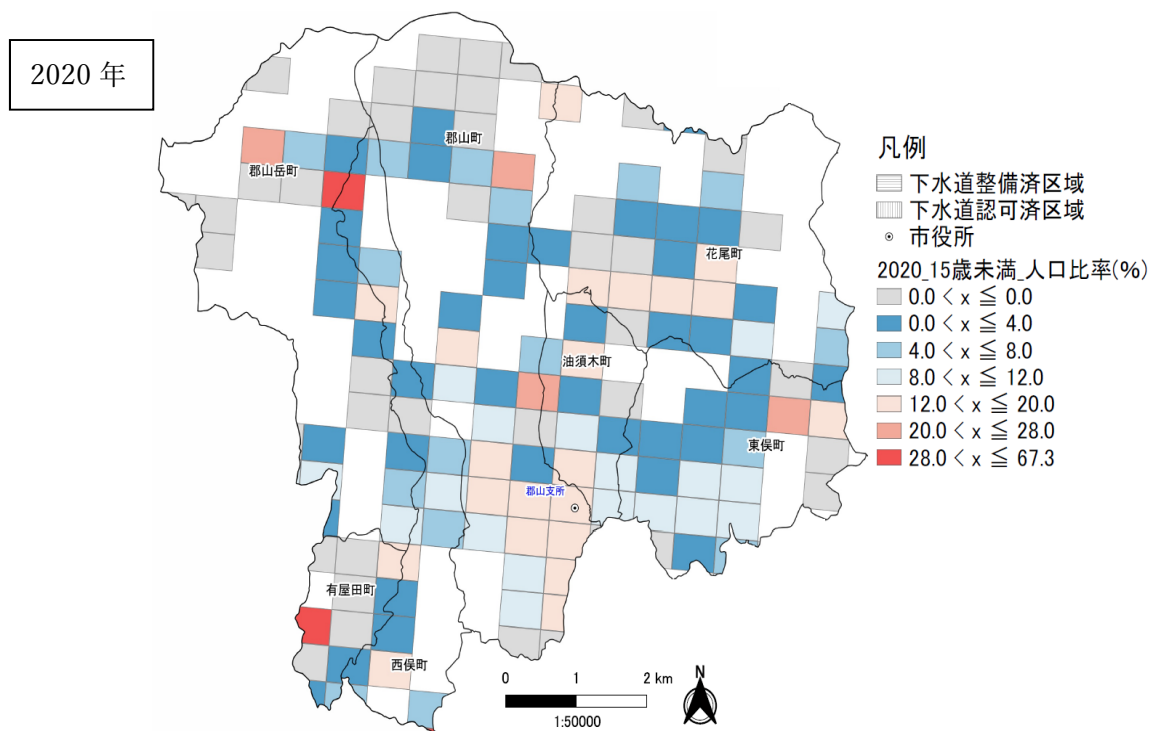 2020 年
郡山町
郡山岳町
花尾町
油須木町
東俣町
郡山支所
有屋田町
西俣町
凡例
下水道整備済区域
下水道認可済区域
市役所
2020_15歳未満_人口比率(%)
0.0 < x ≦ 0.0
0.0 < x ≦ 4.0
4.0 < x ≦ 8.0
8.0 < x ≦ 12.0
12.0 < x ≦ 20.0
20.0 < x ≦ 28.0
28.0 < x ≦ 67.3
0 1 2 km
1:50000
N